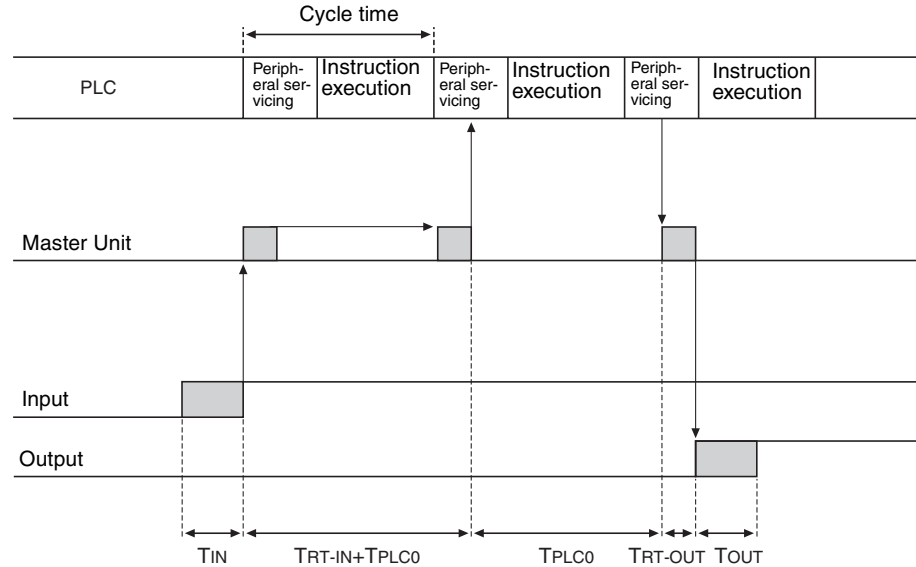 Cycle time
PLC
Periph-
eral ser-
vicing
Instruction
execution
Periph-
eral ser-
vicing
Instruction
execution
Periph-
eral ser-
vicing
Instruction
execution
Master Unit
Input
Output
TIN
TRT-IN+TPLC0
TPLC0
TRT-OUT
TOUT